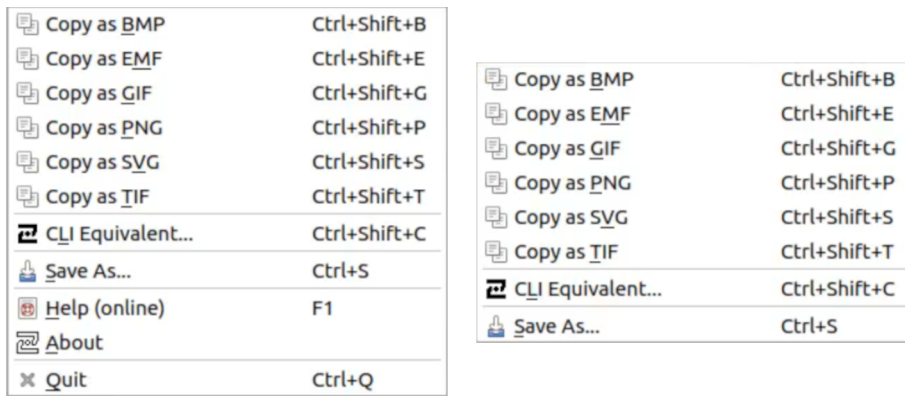 Copy as BMP Ctrl+Shift+B
Copy as EMF Ctrl+Shift+E
Copy as GIF Ctrl+Shift+G
Copy as PNG Ctrl+Shift+P
Copy as SVG Ctrl+Shift+S
Copy as TIF Ctrl+Shift+T
CLI Equivalent... Ctrl+Shift+C
Save As... Ctrl+S
Help (online) F1
About
Quit Ctrl+Q
Copy as BMP Ctrl+Shift+B
Copy as EMF Ctrl+Shift+E
Copy as GIF Ctrl+Shift+G
Copy as PNG Ctrl+Shift+P
Copy as SVG Ctrl+Shift+S
Copy as TIF Ctrl+Shift+T
CLI Equivalent... Ctrl+Shift+C
Save As... Ctrl+S